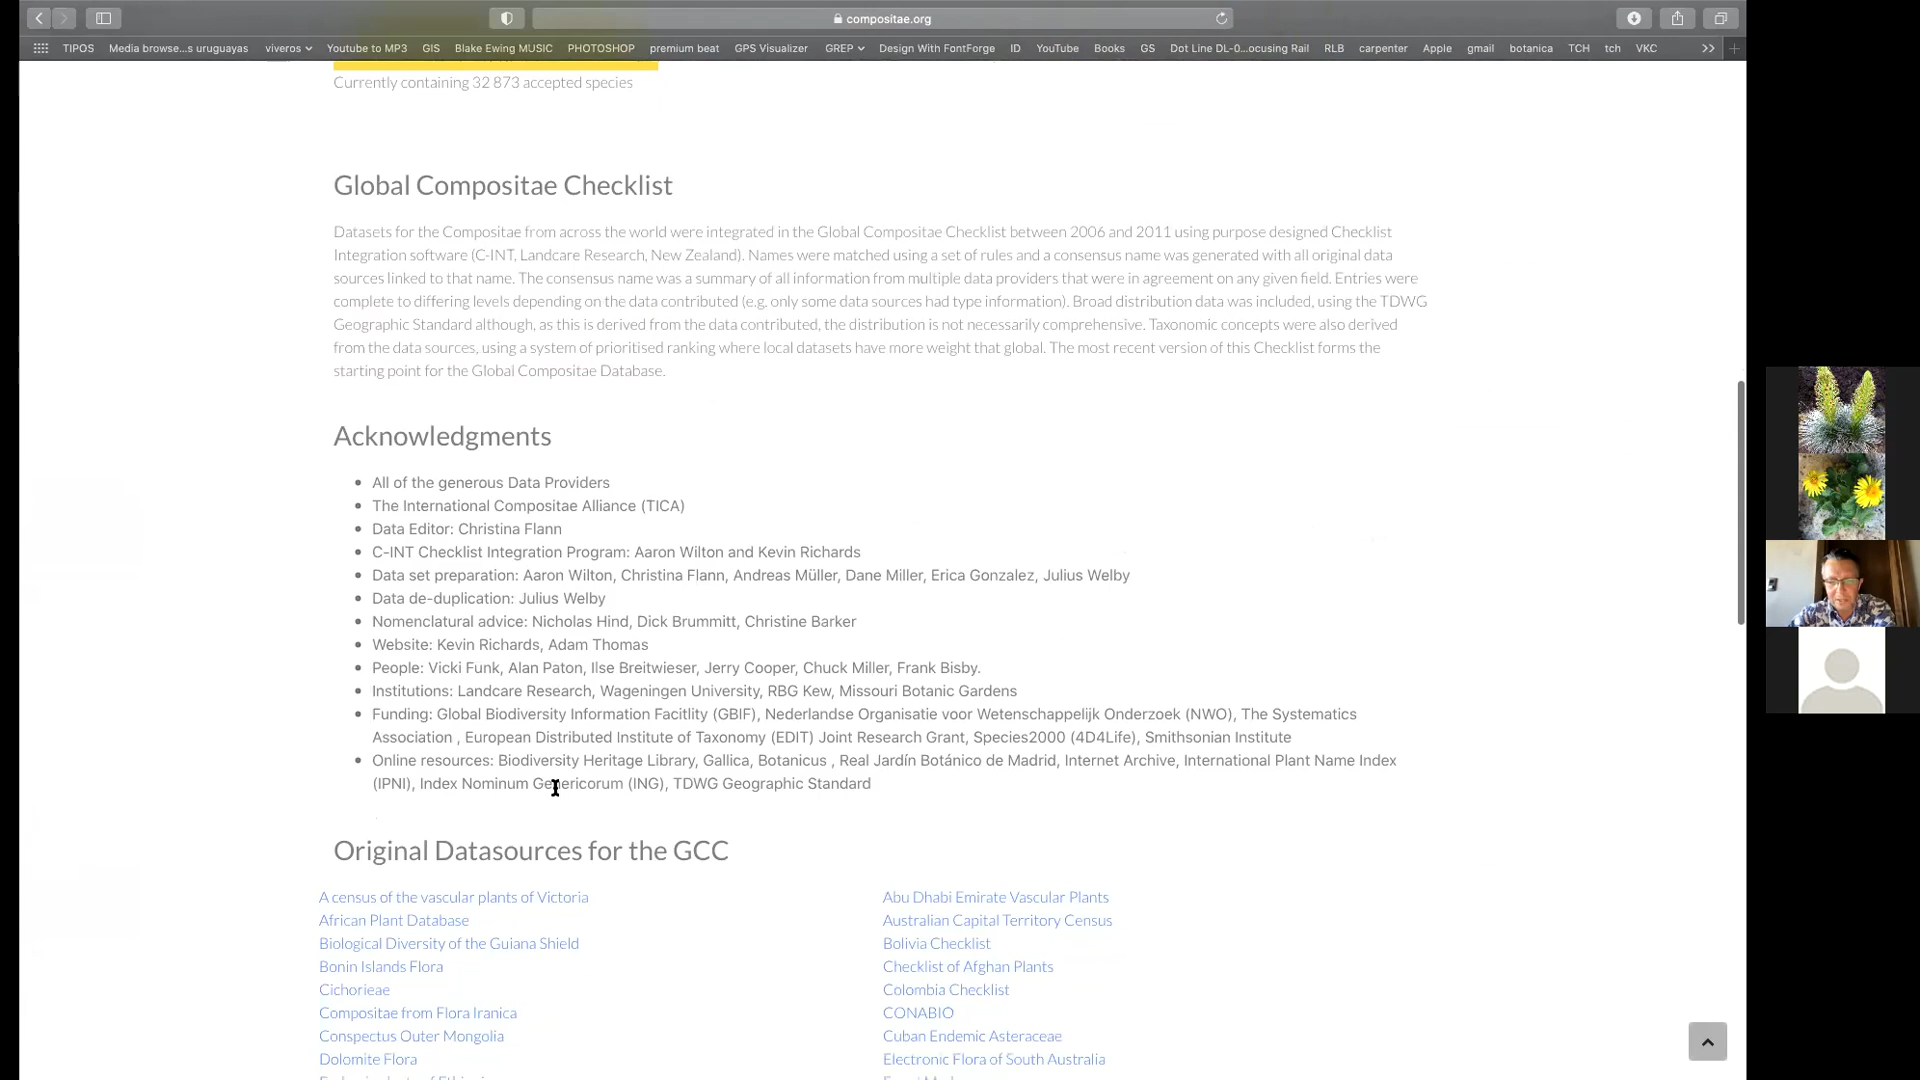 compositae.org
TIPOS Media browse...s uruguayas viveros Youtube to MP3 GIS Blake Ewing MUSIC PHOTOSHOP premium beat GPS Visualizer GREP Design With FontForge ID YouTube Books GS Dot Line DL-0...ocusing Rail RLB carpenter Apple gmail botanica TCH tch VKC
Currently containing 32 873 accepted species
Global Compositae Checklist
Datasets for the Compositae from across the world were integrated in the Global Compositae Checklist between 2006 and 2011 using purpose designed Checklist
Integration software (C-INT, Landcare Research, New Zealand). Names were matched using a set of rules and a consensus name was generated with all original data
sources linked to that name. The consensus name was a summary of all information from multiple data providers that were in agreement on any given field. Entries were
complete to differing levels depending on the data contributed (e.g. only some data sources had type information). Broad distribution data was included, using the TDWG
Geographic Standard although, as this is derived from the data contributed, the distribution is not necessarily comprehensive. Taxonomic concepts were also derived
from the data sources, using a system of prioritised ranking where local datasets have more weight that global. The most recent version of this Checklist forms the
starting point for the Global Compositae Database.
Acknowledgments
• All of the generous Data Providers
• The International Compositae Alliance (TICA)
• Data Editor: Christina Flann
• C-INT Checklist Integration Program: Aaron Wilton and Kevin Richards
• Data set preparation: Aaron Wilton, Christina Flann, Andreas Müller, Dane Miller, Erica Gonzalez, Julius Welby
• Data de-duplication: Julius Welby
• Nomenclatural advice: Nicholas Hind, Dick Brummitt, Christine Barker
• Website: Kevin Richards, Adam Thomas
• People: Vicki Funk, Alan Paton, Ilse Breitwieser, Jerry Cooper, Chuck Miller, Frank Bisby.
• Institutions: Landcare Research, Wageningen University, RBG Kew, Missouri Botanic Gardens
• Funding: Global Biodiversity Information Facitlity (GBIF), Nederlandse Organisatie voor Wetenschappelijk Onderzoek (NWO), The Systematics
Association , European Distributed Institute of Taxonomy (EDIT) Joint Research Grant, Species2000 (4D4Life), Smithsonian Institute
• Online resources: Biodiversity Heritage Library, Gallica, Botanicus , Real Jardín Botánico de Madrid, Internet Archive, International Plant Name Index
(IPNI), Index Nominum Genericorum (ING), TDWG Geographic Standard
Original Datasources for the GCC
A census of the vascular plants of Victoria
African Plant Database
Biological Diversity of the Guiana Shield
Bonin Islands Flora
Cichorieae
Compositae from Flora Iranica
Conspectus Outer Mongolia
Dolomite Flora
Abu Dhabi Emirate Vascular Plants
Australian Capital Territory Census
Bolivia Checklist
Checklist of Afghan Plants
Colombia Checklist
CONABIO
Cuban Endemic Asteraceae
Electronic Flora of South Australia